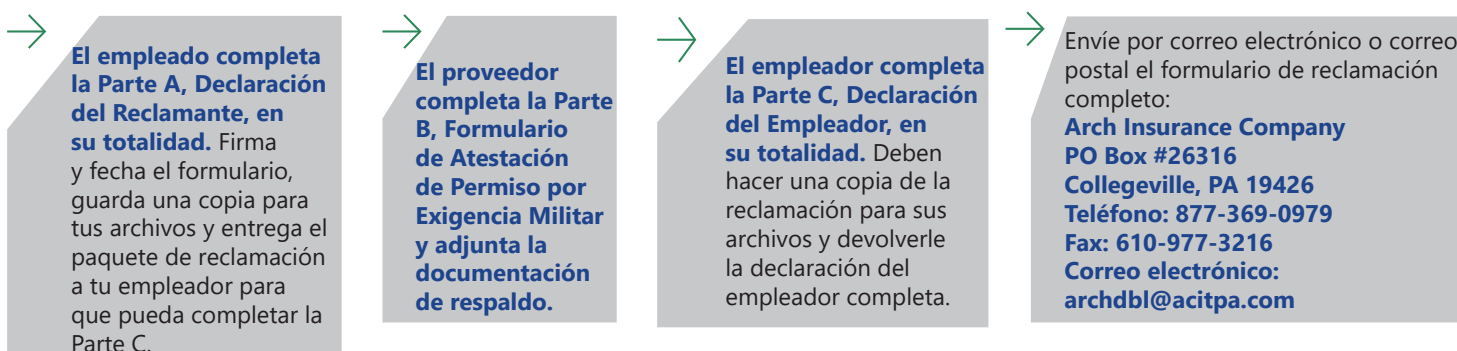 El empleado completa
la Parte A, Declaración
del Reclamante, en
su totalidad. Firma
y fecha el formulario,
guarda una copia para
tus archivos y entrega el
paquete de reclamación
a tu empleador para
que pueda completar la
Parte C.
El proveedor
completa la Parte
B, Formulario
de Atestación
de Permiso por
Exigencia Militar
y adjunta la
documentación
de respaldo.
El empleador completa
la Parte C, Declaración
del Empleador, en
su totalidad. Deben
hacer una copia de la
reclamación para sus
archivos y devolverle
la declaración del
empleador completa.
Envíe por correo electrónico o correo
postal el formulario de reclamación
completo:
Arch Insurance Company
PO Box #26316
Collegeville, PA 19426
Teléfono: 877-369-0979
Fax: 610-977-3216
Correo electrónico:
archdbl@acitpa.com